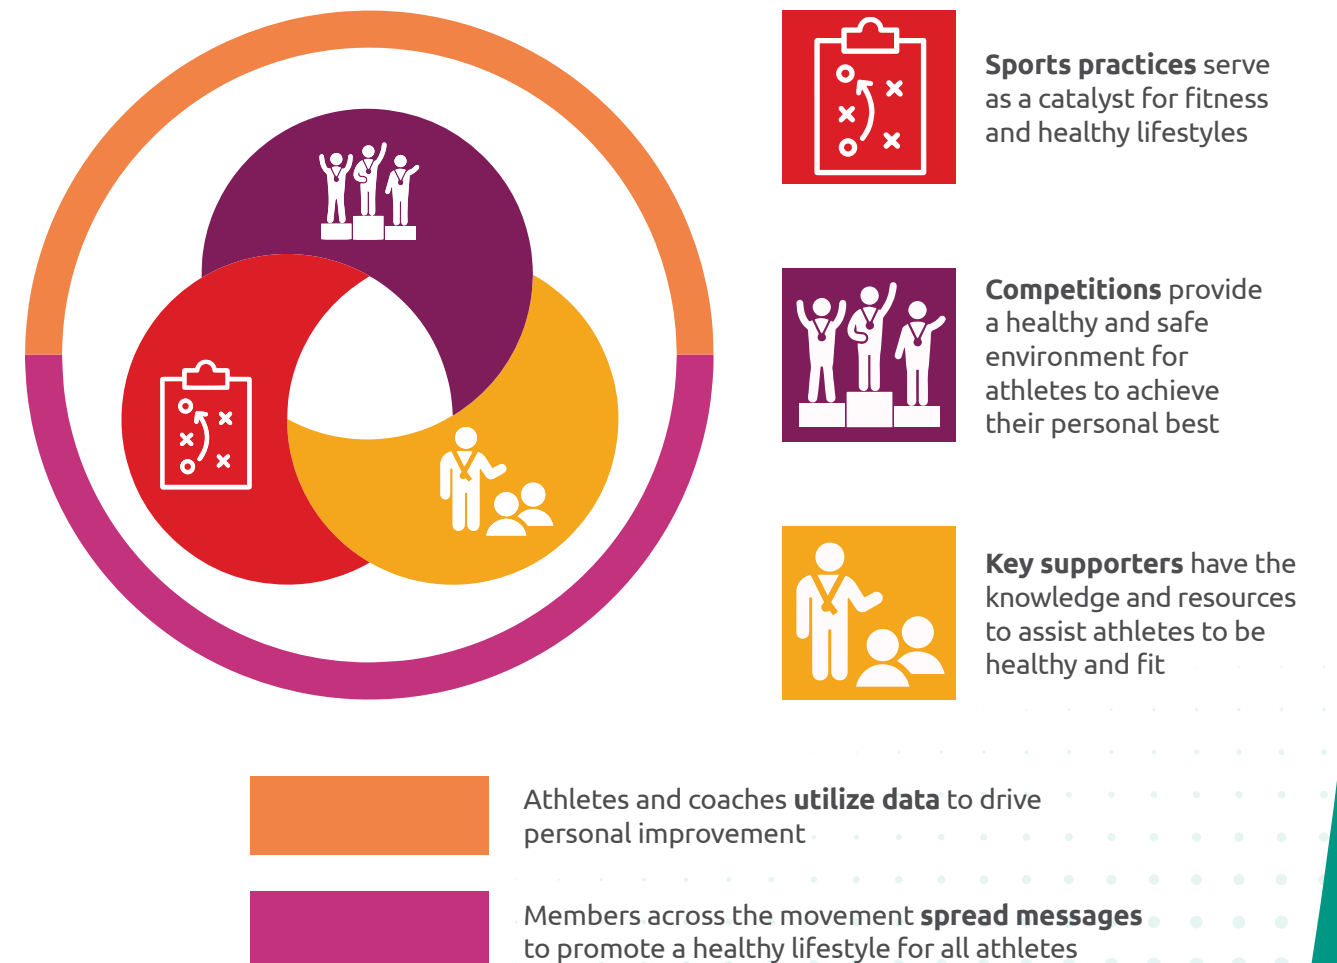 Sports practices serve
as a catalyst for fitness
and healthy lifestyles
Competitions provide
a healthy and safe
environment for
athletes to achieve
their personal best
Key supporters have the
knowledge and resources
to assist athletes to be
healthy and fit
Athletes and coaches utilize data to drive
personal improvement
Members across the movement spread messages
to promote a healthy lifestyle for all athletes